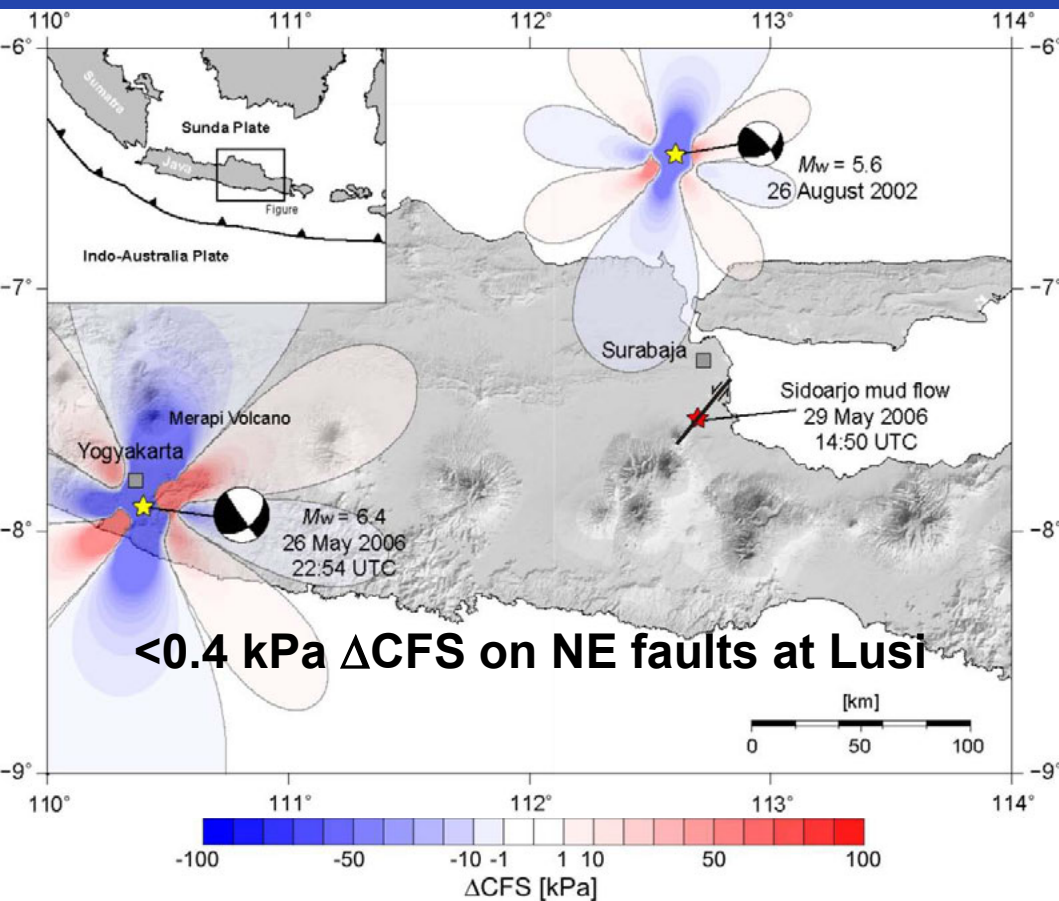 110°
111°
112°
113°
114°
-6°
-6°
Sumatra
Sunda Plate
Java
Figure
Indo-Australia Plate
Mw = 5.6
26 August 2002
-7°
-7°
Surabaja
Sidoarjo mud flow
29 May 2006
14:50 UTC
Merapi Volcano
Yogyakarta
Mw = 6.4
26 May 2006
22:54 UTC
-8°
-8°
<0.4 kPa ΔCFS on NE faults at Lusi
[km]
0 50 100
-9°
-9°
110°
111°
112°
113°
114°
-100 -50 -10 -1 1 10 50 100
ΔCFS [kPa]